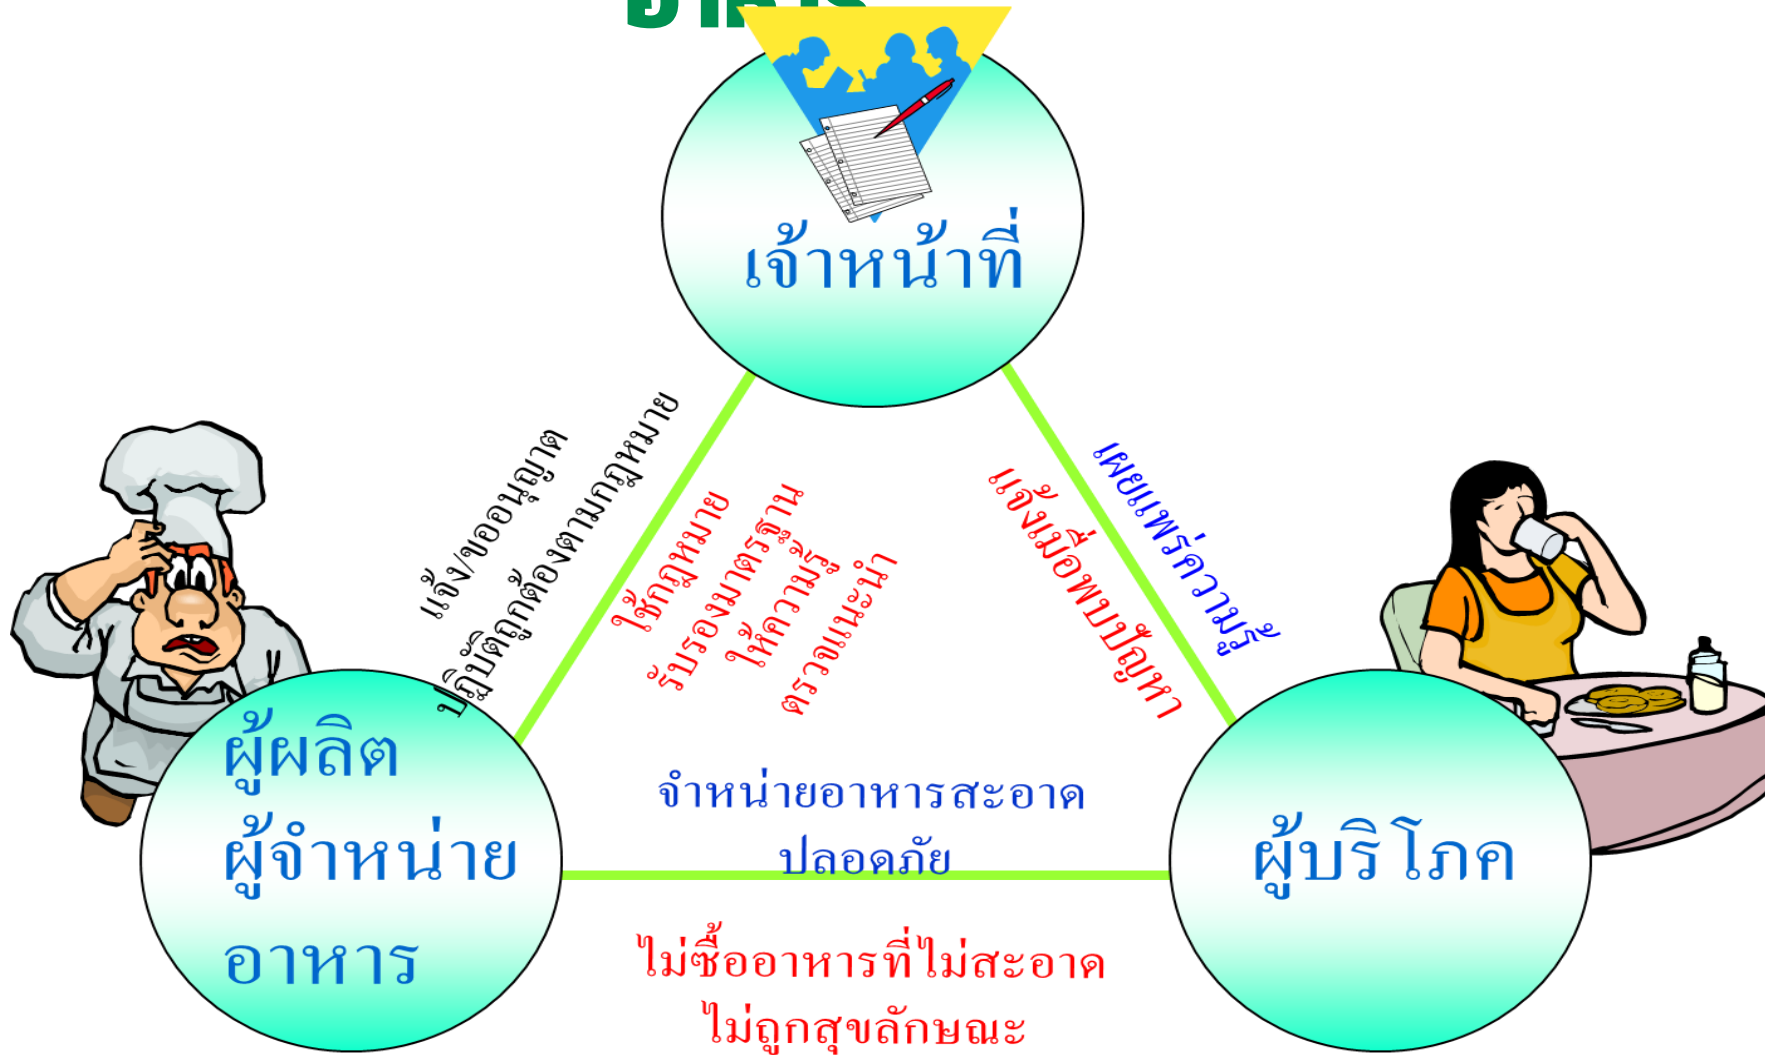 อาหาร
เจ้าหน้าที่
แจ้ง/ขออนุญาต
ปฏิบัติถูกต้องตามกฎหมาย
ใช้กฎหมาย
รับรองมาตรฐาน
ให้ความรู้
ตรวจแนะนำ
แจ้งเมื่อพบปัญหา
เผยแพร่ความรู้
ผู้ผลิต
ผู้จำหน่าย
อาหาร
จำหน่ายอาหารสะอาด
ปลอดภัย
ผู้บริโภค
ไม่ซื้ออาหารที่ไม่สะอาด
ไม่ถูกสุขลักษณะ